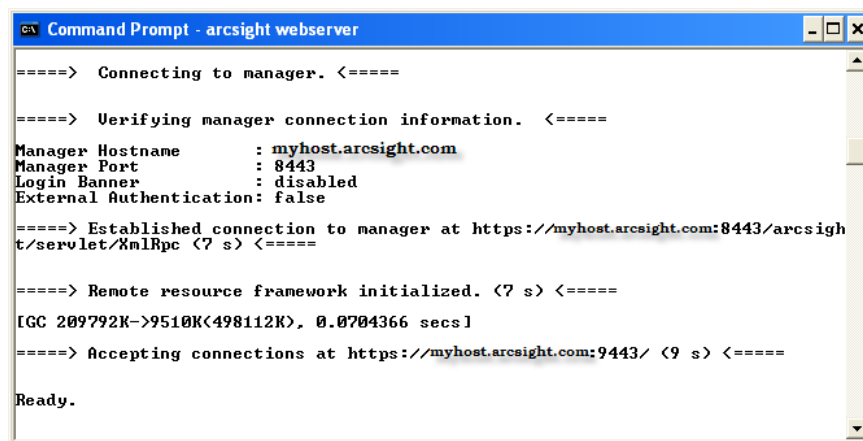 Command Prompt - arcsight webserver
=====>  Connecting to manager. <=====
=====>  Verifying manager connection information.  <=====
Manager Hostname       : myhost.arcsight.com
Manager Port           : 8443
Login Banner           : disabled
External Authentication: false
=====> Established connection to manager at https://myhost.arcsight.com:8443/arcsigh
t/servlet/XmlRpc (7 s) <=====
=====> Remote resource framework initialized. (7 s) <=====
[GC 209792K->9510K(498112K), 0.0704366 secs]
=====> Accepting connections at https://myhost.arcsight.com:9443/ (9 s) <=====
Ready.